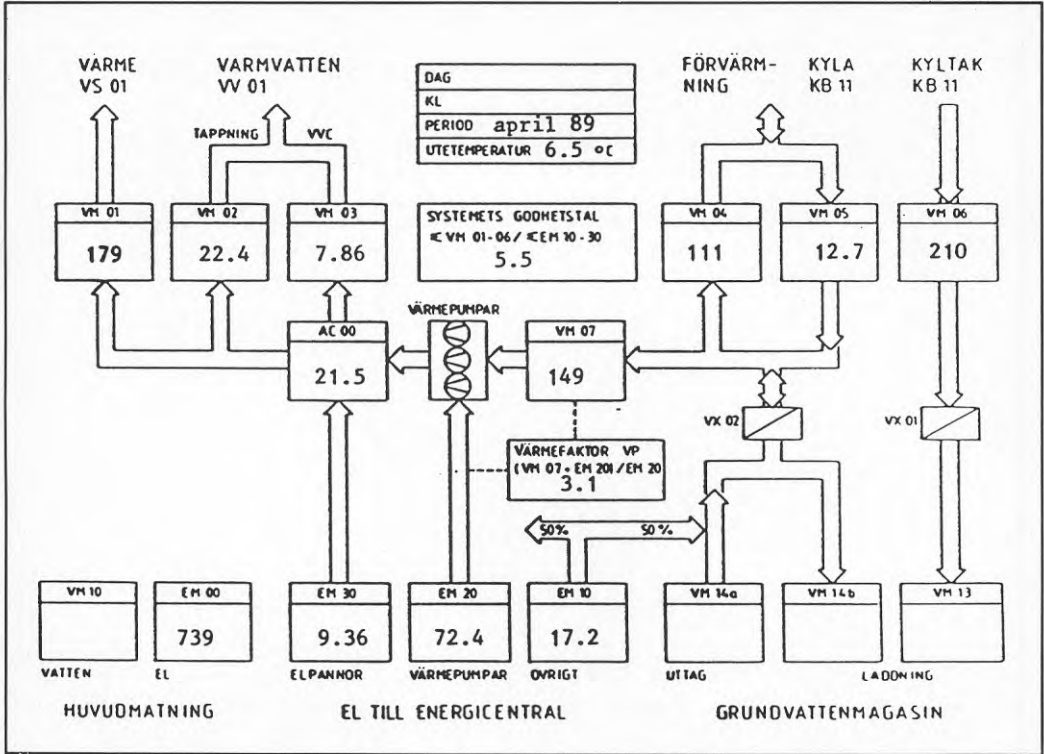 VÄRME
VS 01
VARMVATTEN
VV 01
TAPPNING
VVC
DAG
KL
PERIOD april 89
UTETEMPERATUR 6.5 °C
FÖRVÄRM-
NING
KYLA
KB 11
KYLTAK
KB 11
VM 01
179
VM 02
22.4
VM 03
7.86
SYSTEMETS GODHETSTAL
VM 01-06 / EM 10-30
5.5
VM 04
111
VM 05
12.7
VM 06
210
VÄRMEPUMPAR
AC 00
21.5
VM 07
149
VX 02
VX 01
VÄRMEFAKTOR VP
(VM 07 + EM 20) / EM 20
3.1
50%
50%
VM 10
VATTEN
EM 00
739
EL
EM 30
9.36
ELPANNOR
EM 20
72.4
VÄRMEPUMPAR
EM 10
17.2
ÖVRIGT
VM 14a
UTTAG
VM 14b
VM 13
LADDNING
HUVUDMATNING
EL TILL ENERGICENTRAL
GRUNDVATTENMAGASIN